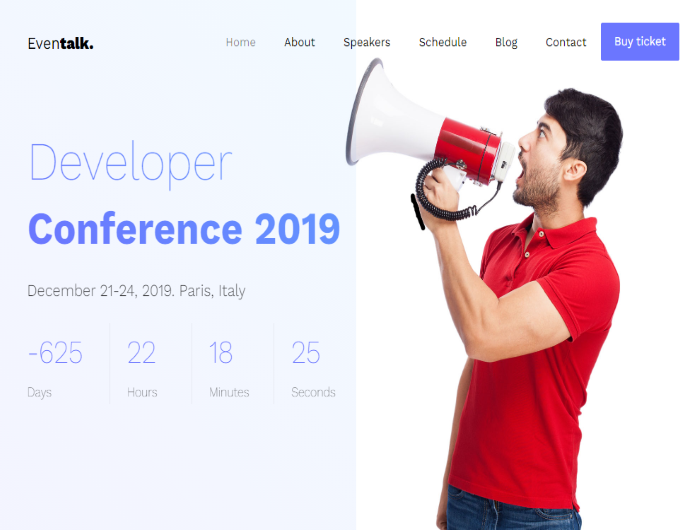 Eventalk.
Home About Speakers Schedule Blog Contact Buy ticket
Developer
Conference 2019
December 21-24, 2019. Paris, Italy
-625 22 18 25
Days Hours Minutes Seconds